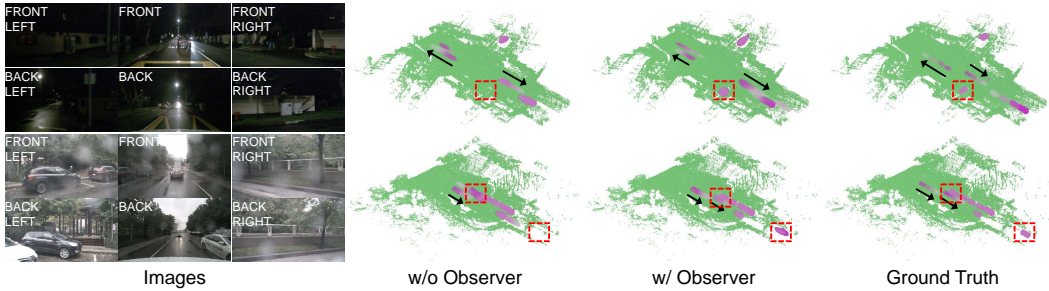 FRONT
LEFT
FRONT
FRONT
RIGHT
BACK
LEFT
BACK
BACK
RIGHT
FRONT
LEFT
FRONT
FRONT
RIGHT
BACK
LEFT
BACK
BACK
RIGHT
Images
w/o Observer
w/ Observer
Ground Truth